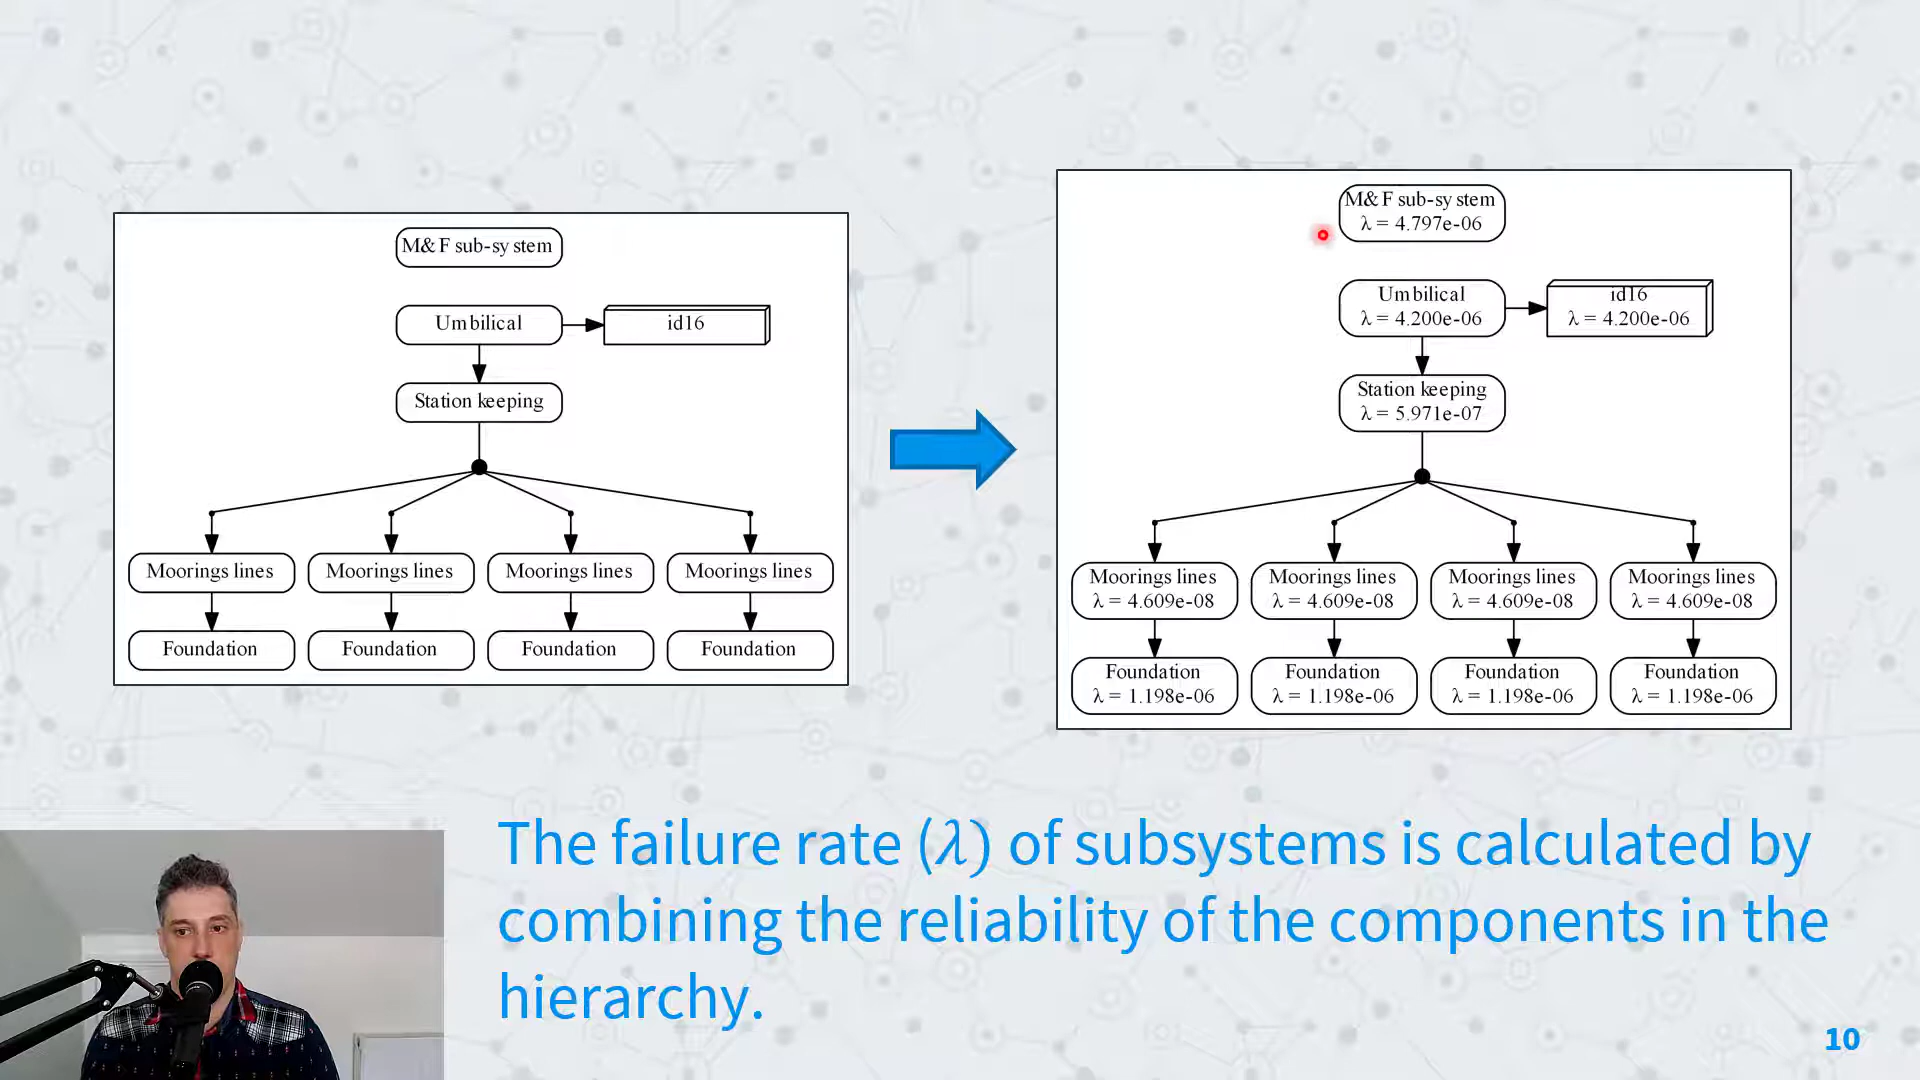 M&F sub-system
Umbilical
id16
Station keeping
Moorings lines
Moorings lines
Moorings lines
Moorings lines
Foundation
Foundation
Foundation
Foundation
M&F sub-system
λ = 4.797e-06
Umbilical
λ = 4.200e-06
id16
λ = 4.200e-06
Station keeping
λ = 5.971e-07
Moorings lines
λ = 4.609e-08
Moorings lines
λ = 4.609e-08
Moorings lines
λ = 4.609e-08
Moorings lines
λ = 4.609e-08
Foundation
λ = 1.198e-06
Foundation
λ = 1.198e-06
Foundation
λ = 1.198e-06
Foundation
λ = 1.198e-06
The failure rate (λ) of subsystems is calculated by
combining the reliability of the components in the
hierarchy.
10